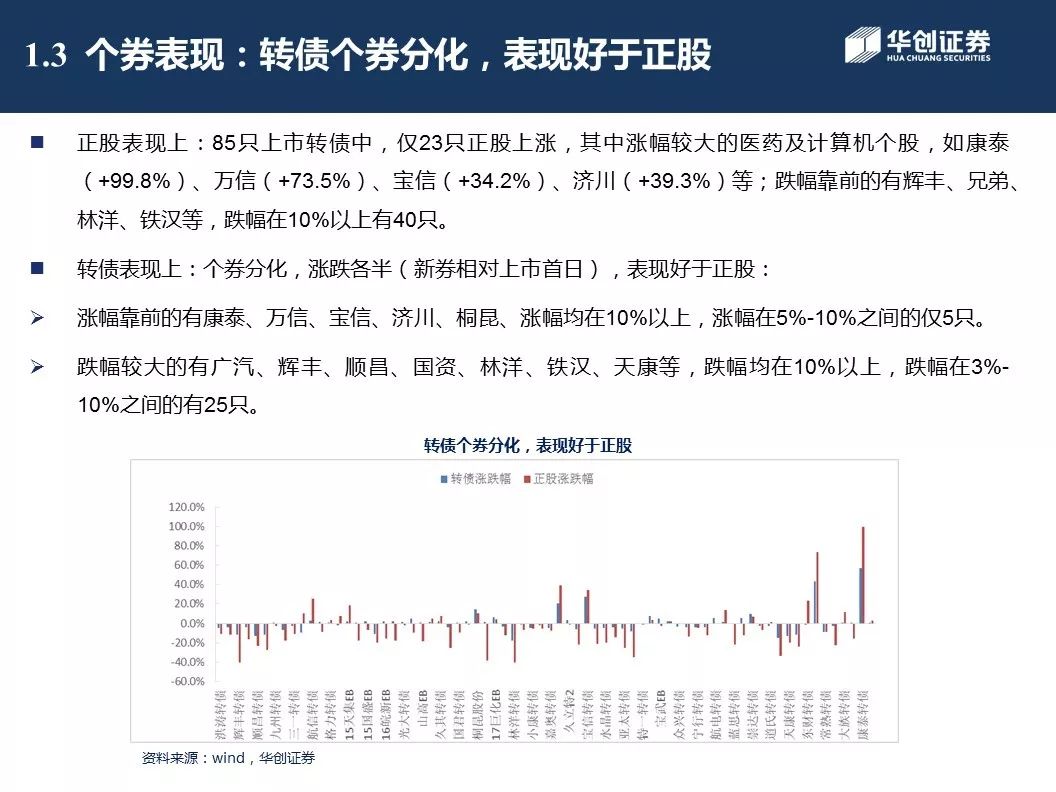 1.3 个券表现：转债个券分化，表现好于正股
华创证券
HUA CHUANG SECURITIES
正股表现上：85只上市转债中，仅23只正股上涨，其中涨幅较大的医药及计算机个股，如康泰
（+99.8%）、万信（+73.5%）、宝信（+34.2%）、济川（+39.3%）等；跌幅靠前的有辉丰、兄弟、
林洋、铁汉等，跌幅在10%以上有40只。
转债表现上：个券分化，涨跌各半（新券相对上市首日），表现好于正股：
涨幅靠前的有康泰、万信、宝信、济川、桐昆、涨幅均在10%以上，涨幅在5%-10%之间的仅5只。
跌幅较大的有广汽、辉丰、顺昌、国资、林洋、铁汉、天康等，跌幅均在10%以上，跌幅在3%-
10%之间的有25只。
转债个券分化，表现好于正股
转债涨跌幅 正股涨跌幅
120.0%
100.0%
80.0%
60.0%
40.0%
20.0%
0.0%
-20.0%
-40.0%
-60.0%
洪涛转债
辉丰转债
顺昌转债
九州转债
三一转债
航信转债
格力转债
15天集EB
15国盛EB
16皖新EB
光大转债
山高EB
久其转债
国君转债
桐昆股份
17巨化EB
林洋转债
小康转债
嘉奥转债
久立特2
宝信转债
水晶转债
亚太转债
特一转债
宝武EB
众兴转债
宁行转债
航电转债
蓝思转债
崇达转债
道氏转债
天康转债
东财转债
常熟转债
大族转债
康泰转债
资料来源：wind，华创证券